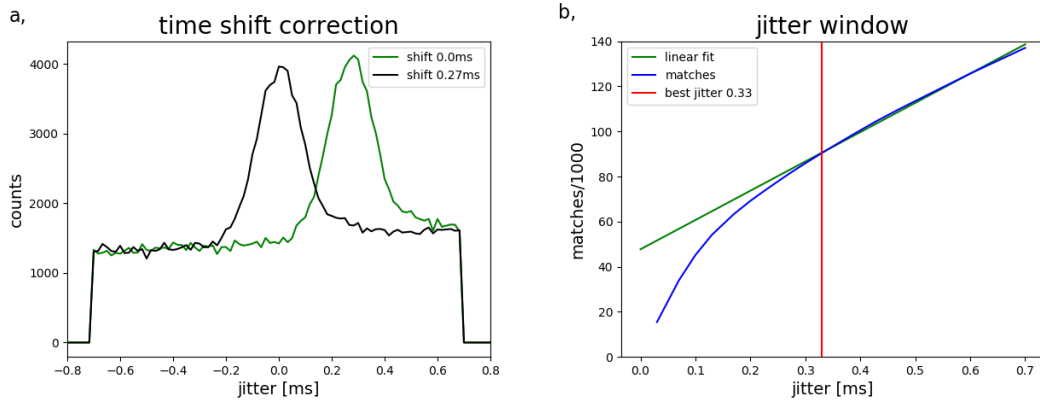 a,
time shift correction
shift 0.0ms
shift 0.27ms
counts
4000
3000
2000
1000
0
−0.8
−0.6
−0.4
−0.2
0.0
0.2
0.4
0.6
0.8
jitter [ms]
b,
jitter window
linear fit
matches
best jitter 0.33
matches/1000
140
120
100
80
60
40
20
0
0.0
0.1
0.2
0.3
0.4
0.5
0.6
0.7
jitter [ms]